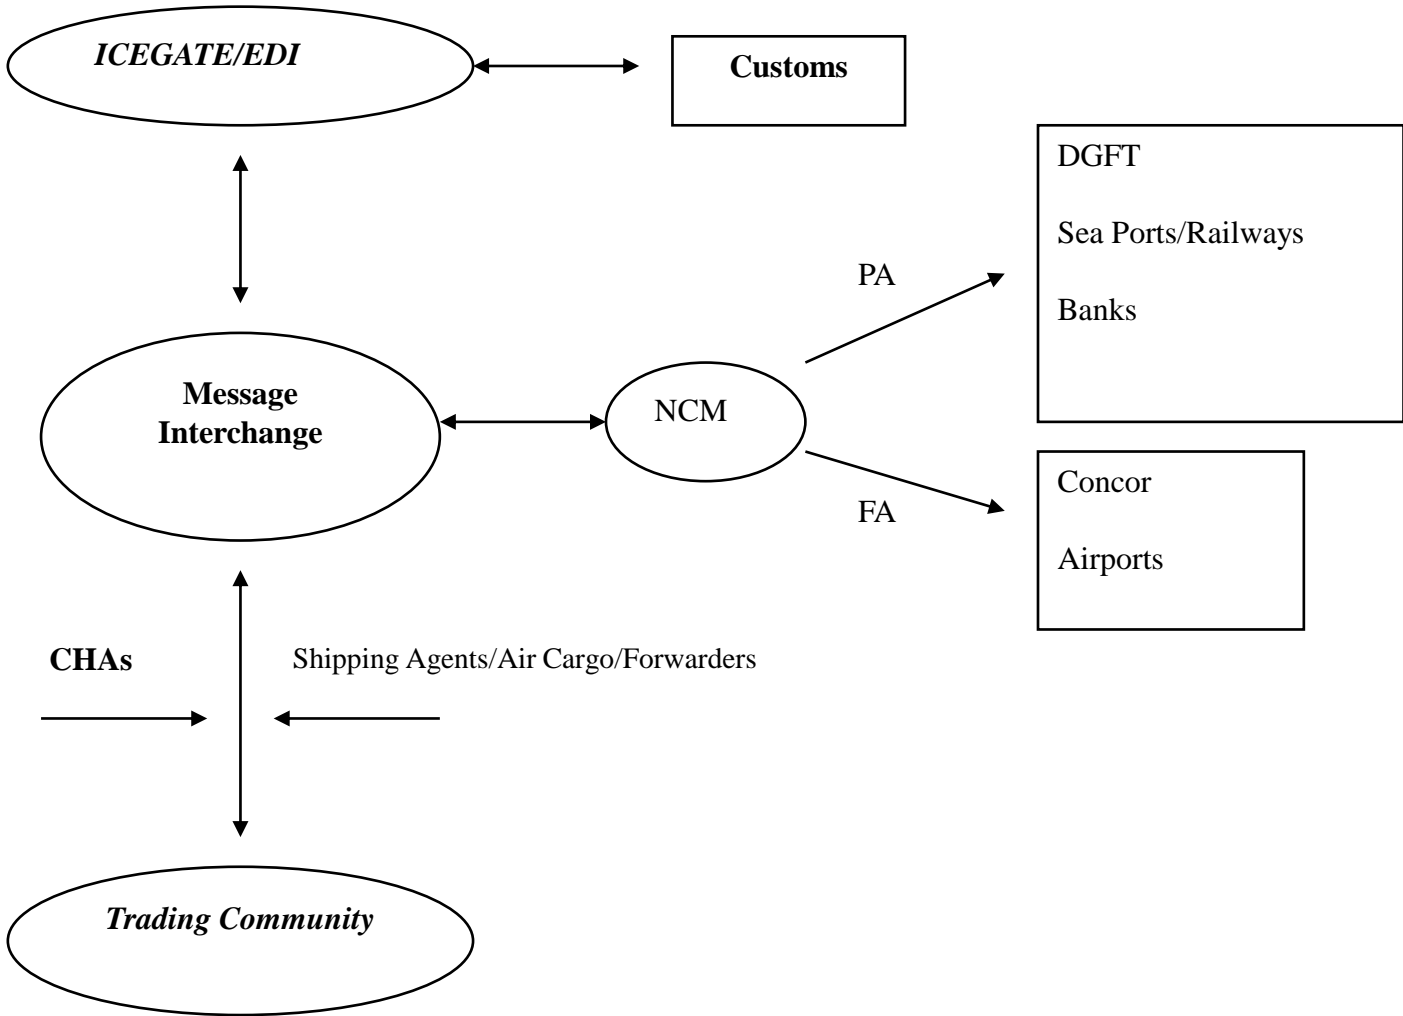 ICEGATE/EDI
Customs
DGFT
Sea Ports/Railways
PA
Banks
Message
Interchange
NCM
Concor
FA
Airports
CHAs
Shipping Agents/Air Cargo/Forwarders
Trading Community